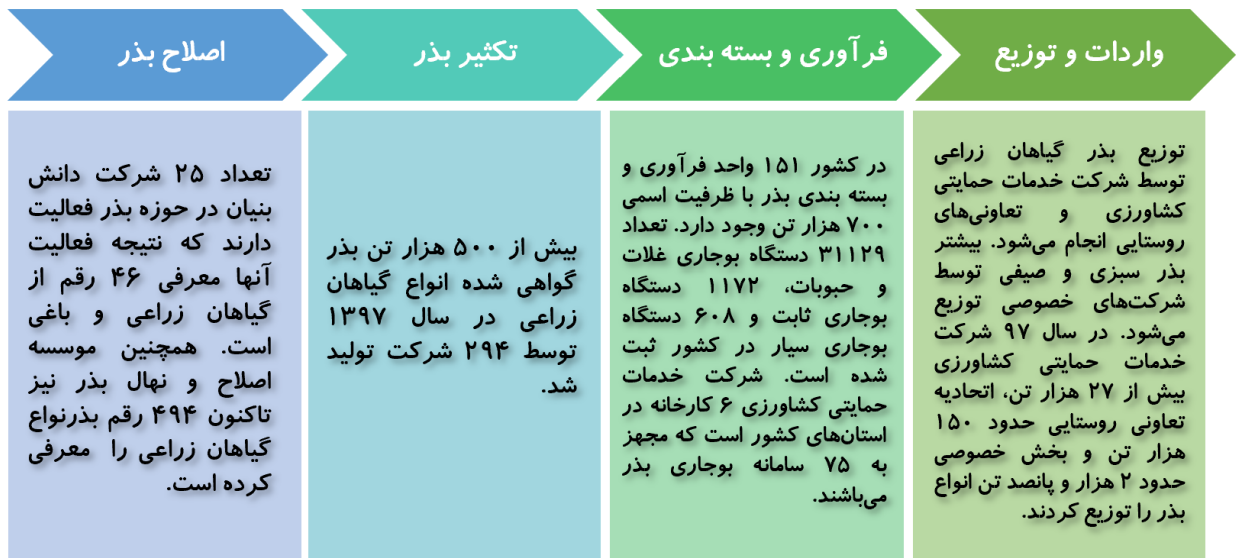 اصلاح بذر
تعداد ۲۵ شرکت دانش
بنیان در حوزه بذر فعالیت
دارند که نتیجه فعالیت
آنها معرفی ۴۶ رقم از
گیاهان زراعی و باغی
است. همچنین موسسه
اصلاح و نهال بذر نیز
تاکنون ۴۹۴ رقم بذرنواع
گیاهان زراعی را معرفی
کرده است.
تکثیر بذر
بیش از ۵۰۰ هزار تن بذر
گواهی شده انواع گیاهان
زراعی در سال ۱۳۹۷
توسط ۲۹۴ شرکت تولید
شد.
فرآوری و بسته بندی
در کشور ۱۵۱ واحد فرآوری و
بسته بندی بذر با ظرفیت اسمی
۷۰۰ هزار تن وجود دارد. تعداد
۳۱۱۲۹ دستگاه بوجاری غلات
و حبوبات، ۱۱۷۲ دستگاه
بوجاری ثابت و ۶۰۸ دستگاه
بوجاری سیار در کشور ثبت
شده است. شرکت خدمات
حمایتی کشاورزی ۶ کارخانه در
استان‌های کشور است که مجهز
به ۷۵ سامانه بوجاری بذر
می‌باشند.
واردات و توزیع
توزیع بذر گیاهان زراعی
توسط شرکت خدمات حمایتی
کشاورزی و تعاونی‌های
روستایی انجام می‌شود. بیشتر
بذر سبزی و صیفی توسط
شرکت‌های خصوصی توزیع
می‌شود. در سال ۹۷ شرکت
خدمات حمایتی کشاورزی
بیش از ۲۷ هزار تن، اتحادیه
تعاونی روستایی حدود ۱۵۰
هزار تن و بخش خصوصی
حدود ۲ هزار و پانصد تن انواع
بذر را توزیع کردند.